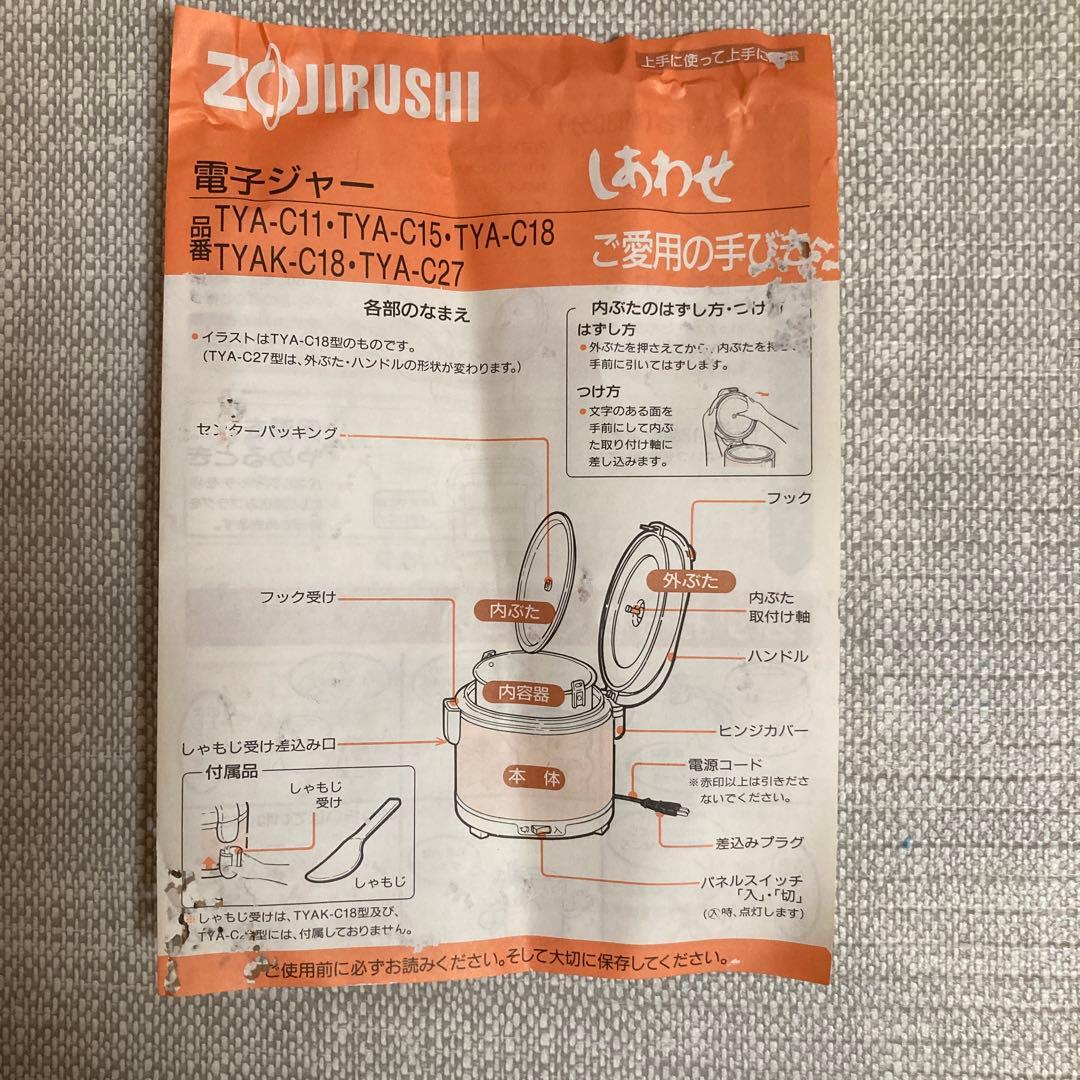 ZOJIRUSHI
上手に使って上手に
電子ジャー
しあわせ
品番
TYA-C11・TYA-C15・TYA-C18
TYAK-C18・TYA-C27
ご愛用の手びき
各部のなまえ
●イラストはTYA-C18型のものです。
(TYA-C27型は、外ぶた・ハンドルの形状が変わります。)
内ぶたのはずし方・つけ
はずし方
●外ぶたを押さえてから、内ぶたを
手前に引いてはずします。
つけ方
●文字のある面を
手前にして内ぶ
た取り付け軸に
差し込みます。
センターパッキング
フック
外ぶた
フック受け
内ぶた
内ぶた
取付け軸
ハンドル
内容器
ヒンジカバー
しゃもじ受け差込み口
本体
電源コード
※赤印以上は引きださ
ないでください。
付属品
しゃもじ
受け
しゃもじ
切 入
差込みプラグ
パネルスイッチ
「入」・「切」
(入時、点灯します)
しゃもじ受けは、TYAK-C18型及び、
TYA-C 型には、付属しておりません。
ご使用前に必ずお読みください。そして大切に保存してください。